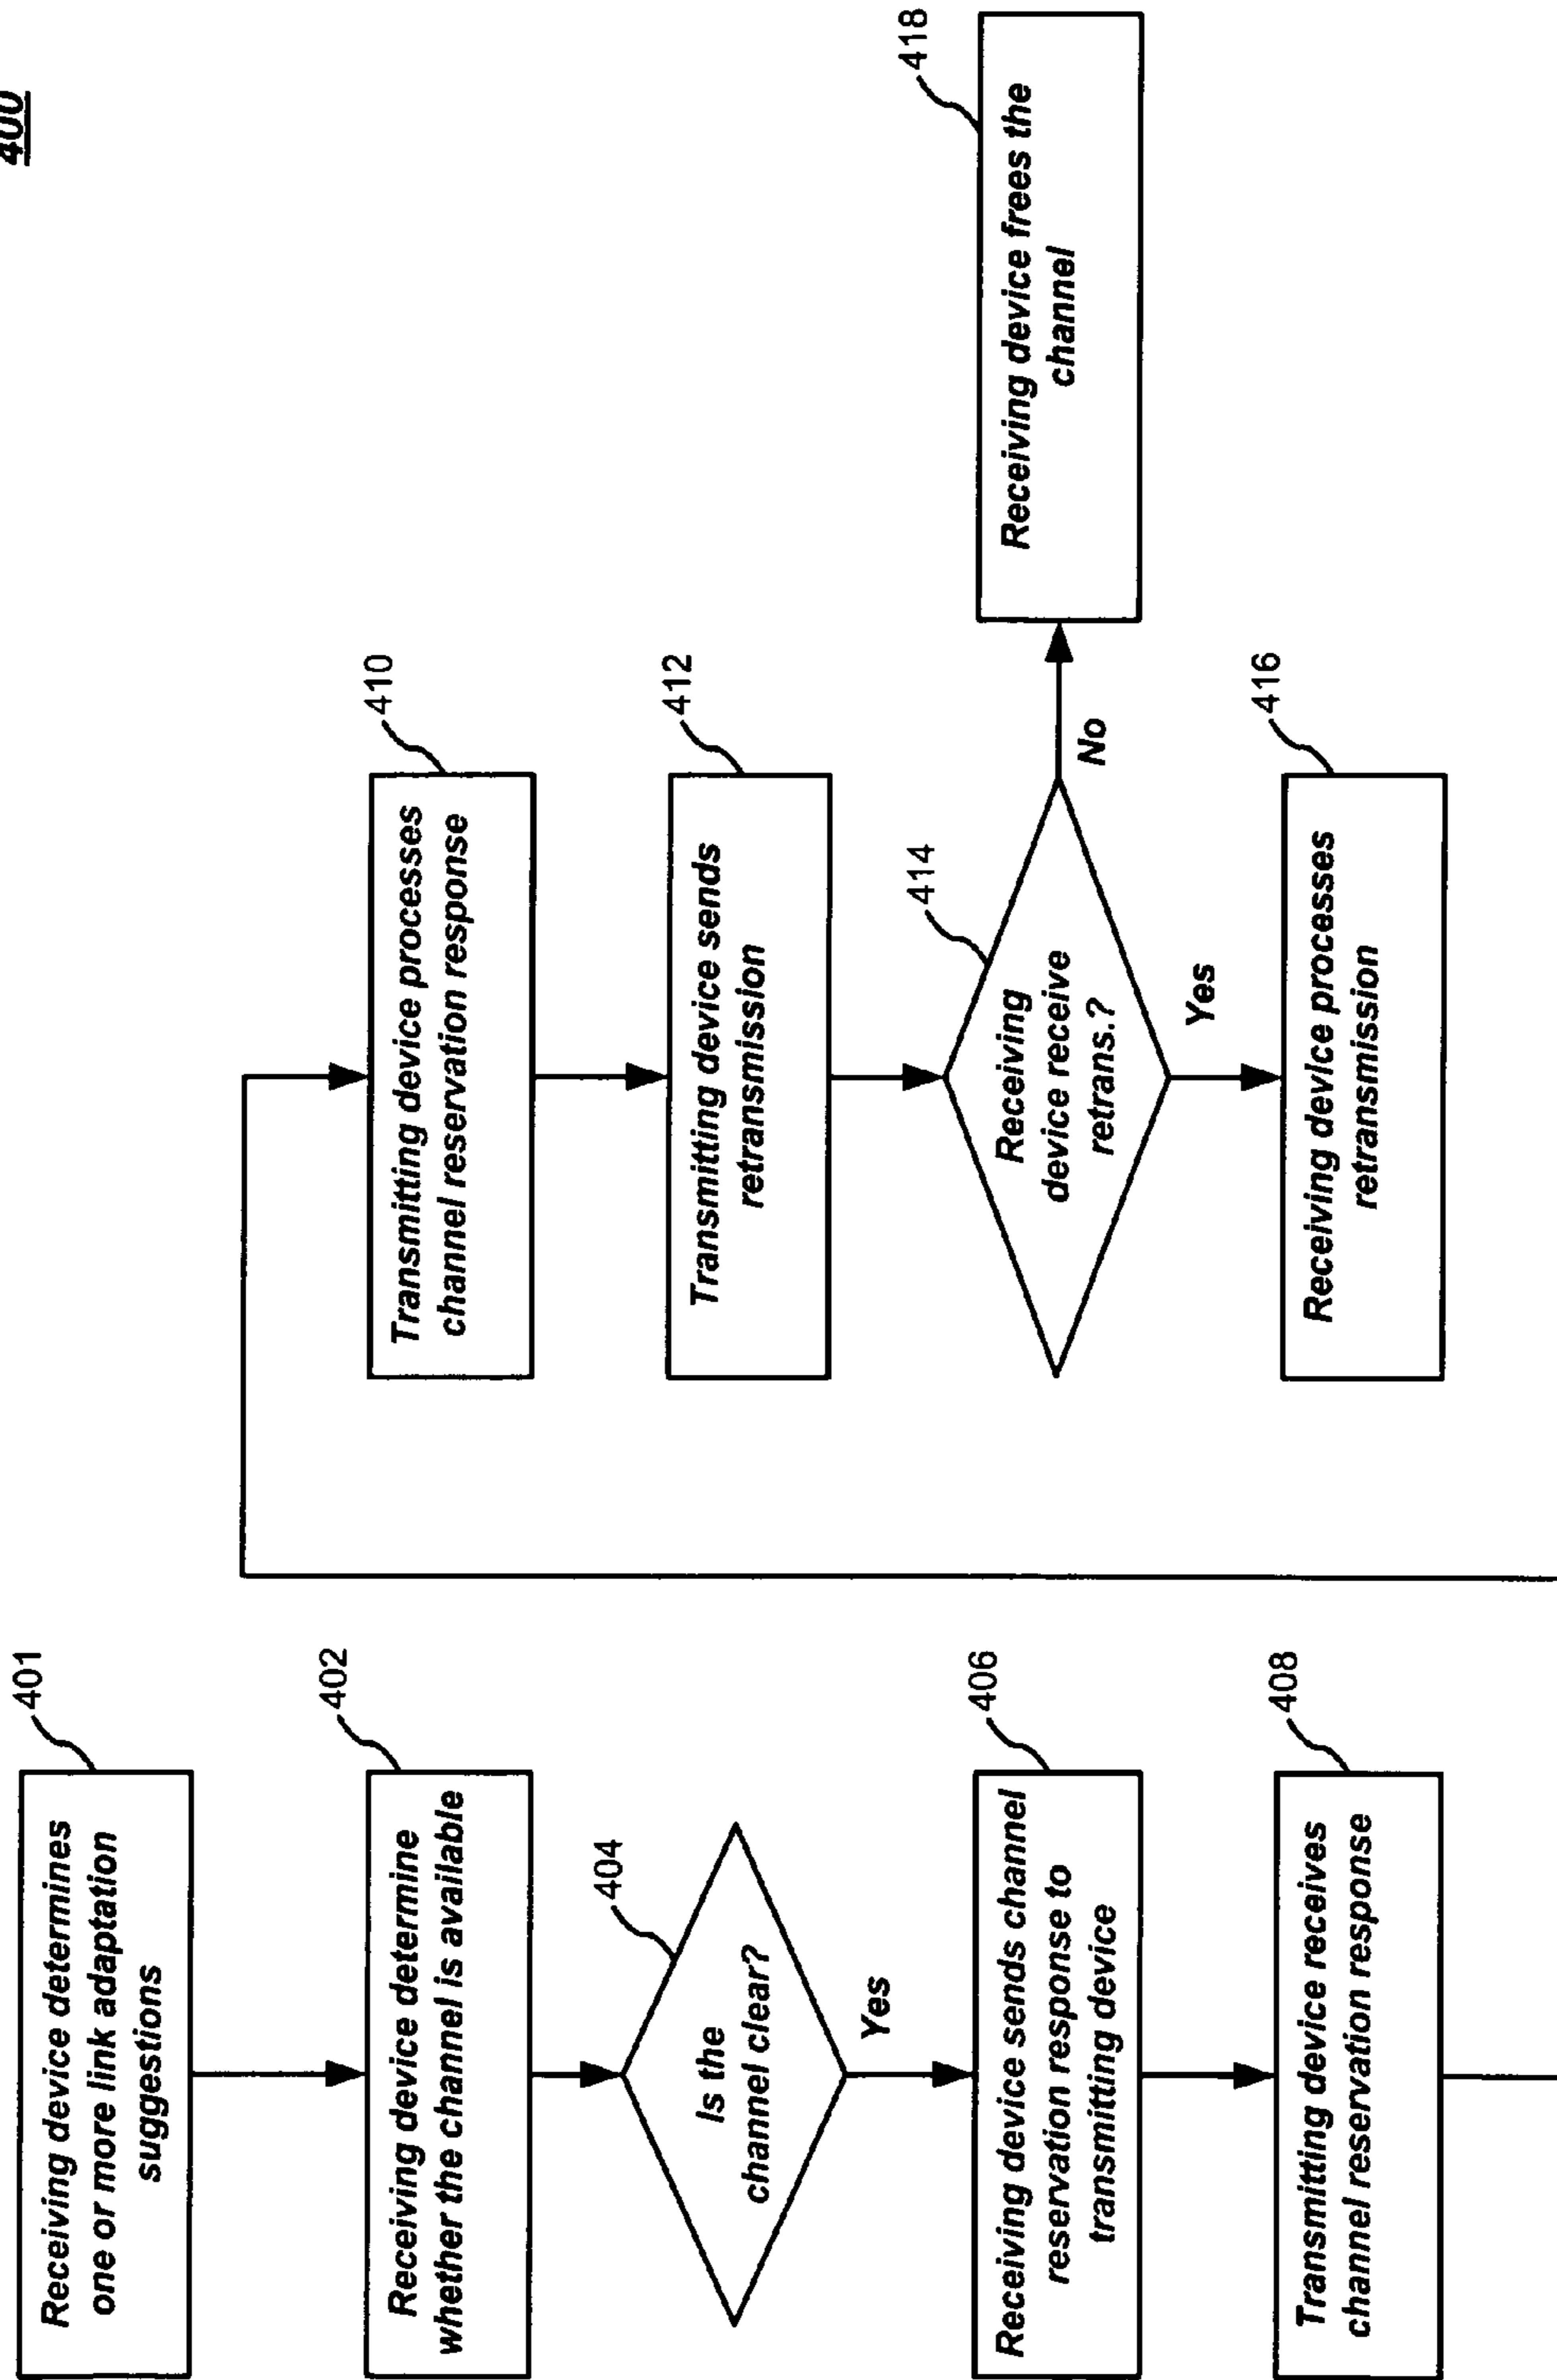 400
401
Receiving device determines
one or more link adaptation
suggestions
402
Receiving device determine
whether the channel is available
404
Is the
channel clear?
Yes
406
Receiving device sends channel
reservation response to
transmitting device
408
Transmitting device receives
channel reservation response
410
Transmitting device processes
channel reservation response
412
Transmitting device sends
retransmission
414
Receiving
device receive
retrans.?
No
Yes
416
Receiving device processes
retransmission
418
Receiving device frees the
channel